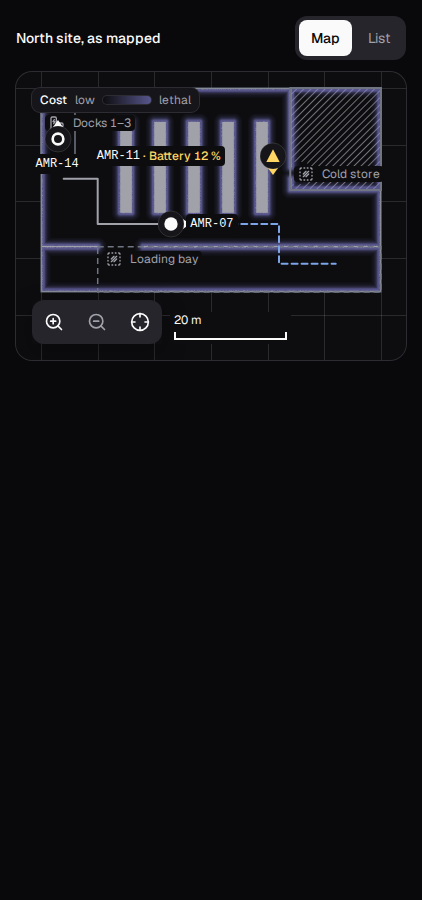 North site, as mapped
Map
List
Cost low lethal
Docks 1–3
AMR-14
AMR-11 · Battery 12 %
Cold store
AMR-07
Loading bay
20 m